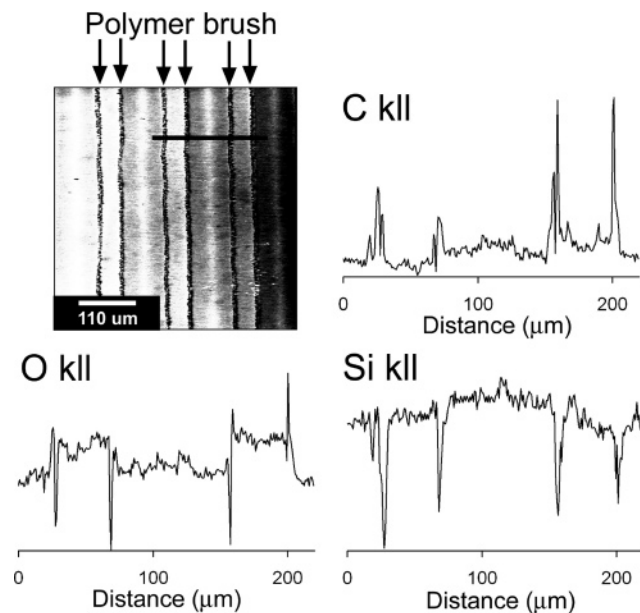 Polymer brush
110 um
C kll
0 100 200
Distance (μm)
O kll
0 100 200
Distance (μm)
Si kll
0 100 200
Distance (μm)